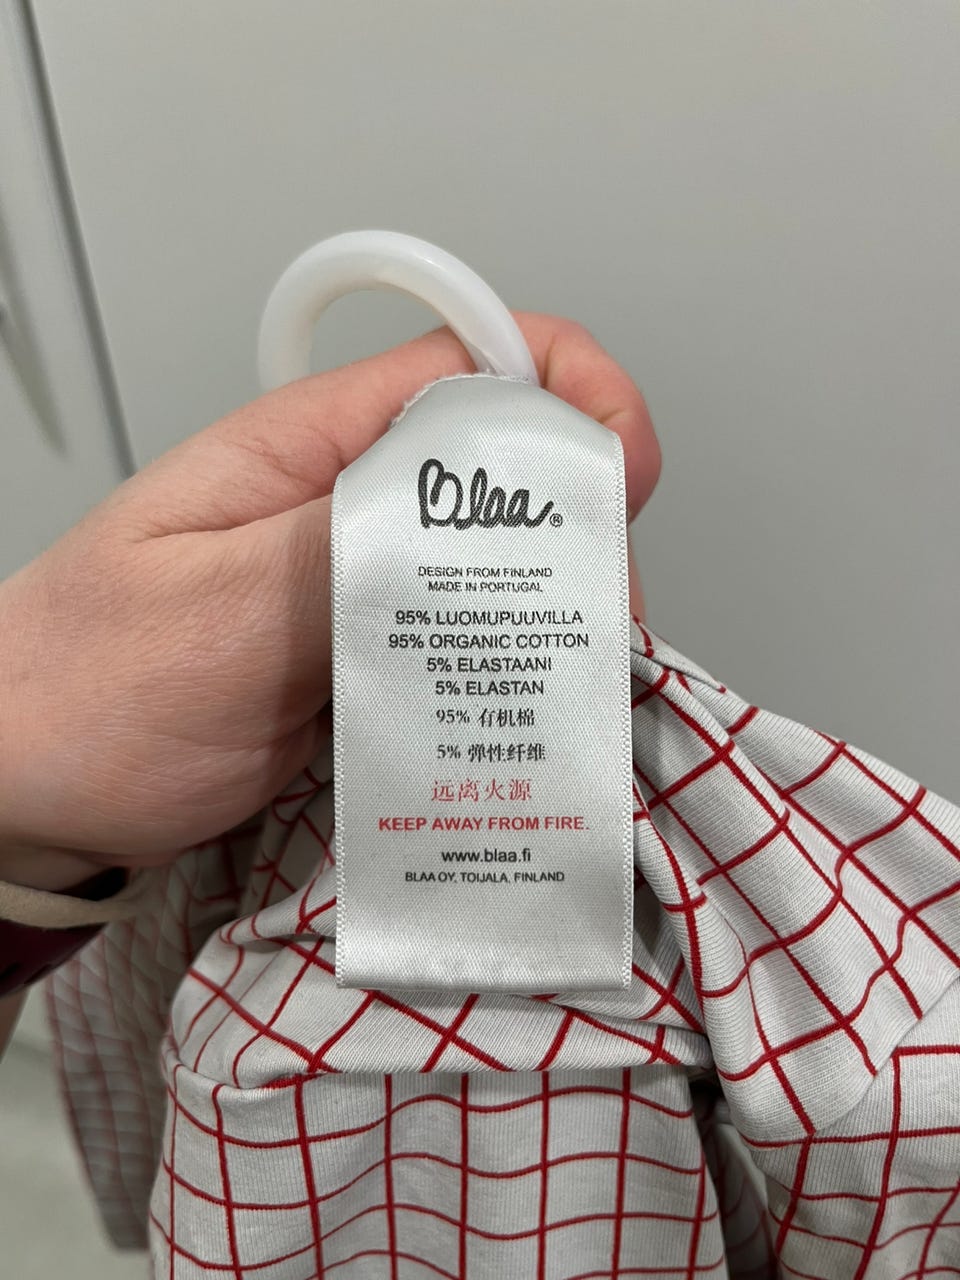 Blaa®
DESIGN FROM FINLAND
MADE IN PORTUGAL
95% LUOMUPUUVILLA
95% ORGANIC COTTON
5% ELASTAANI
5% ELASTAN
95% 有机棉
5% 弹性纤维
远离火源
KEEP AWAY FROM FIRE.
www.blaa.fi
BLAA OY, TOIJALA, FINLAND